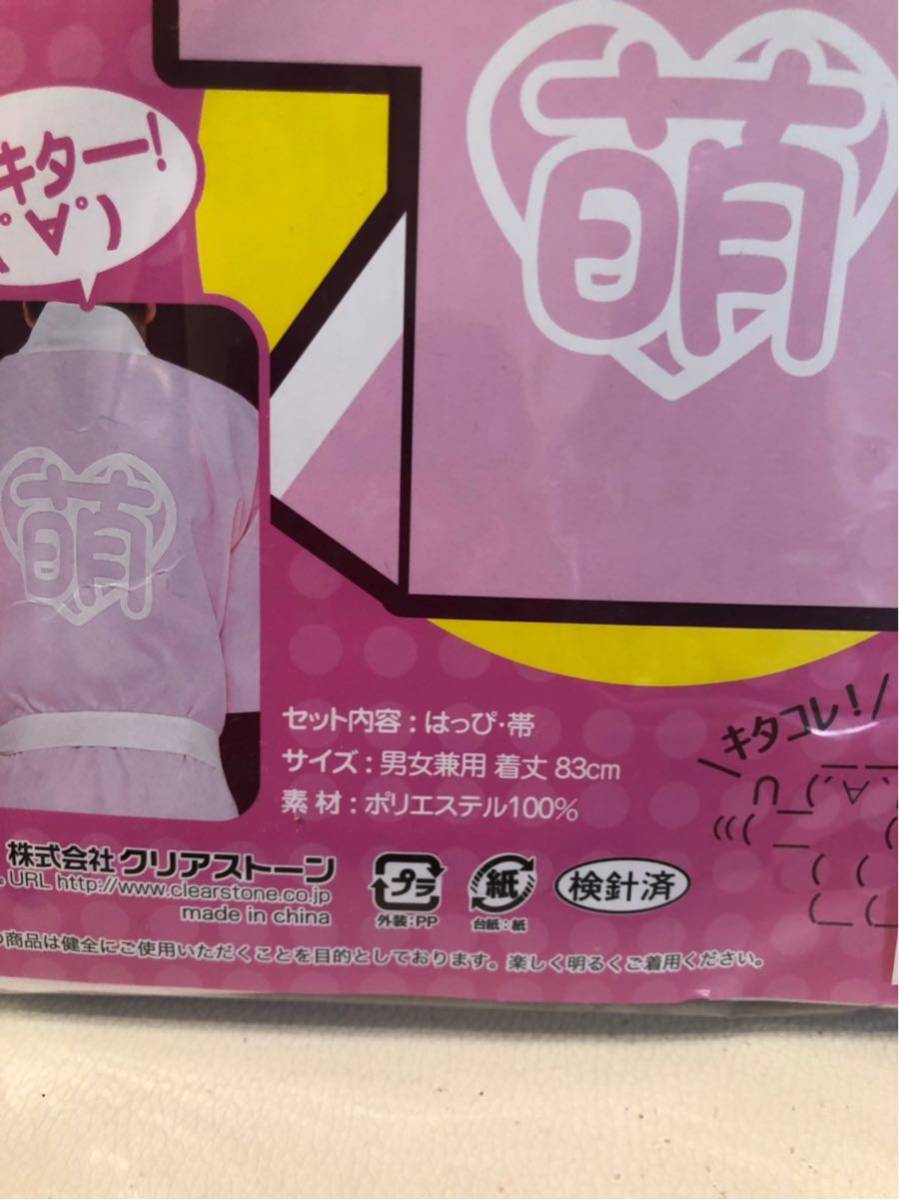 萌
キター!
(ﾟ∀ﾟ)
萌
セット内容：はっぴ・帯
サイズ：男女兼用 着丈 83cm
素 材：ポリエステル100%
キタコレ！
株式会社クリアストーン
URL http://www.clearstone.co.jp
made in china
プラ
外装：PP
紙
台紙：紙
検針済
商品は健全にご使用いただくことを目的としております。楽しく明るくご着用ください。